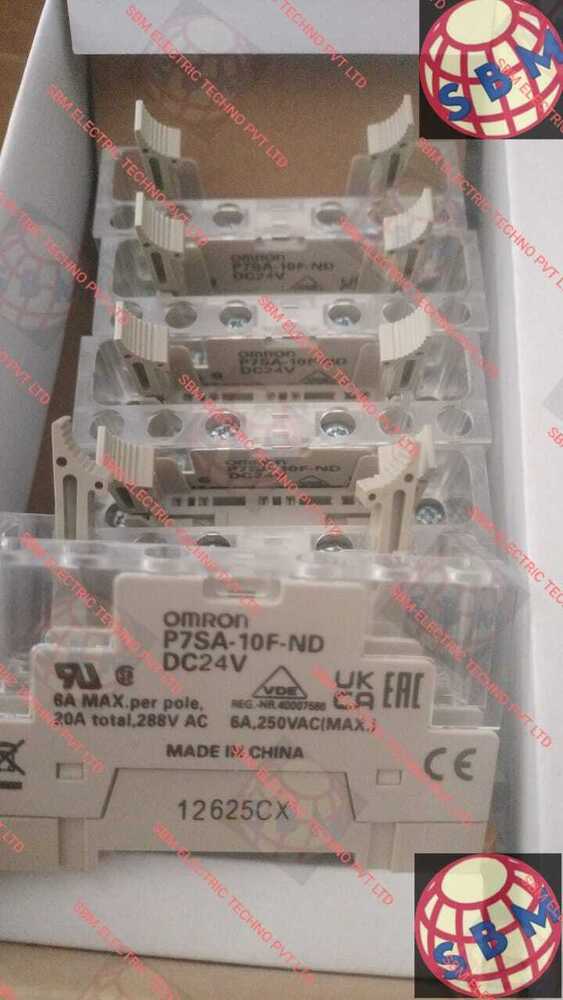 SBM
OMRON
P7SA-10F-ND
DC24V
OMRON
P7SA-10F-ND
DC24V
OMRON
P7SA-10F-ND
DC24V
OMRON
P7SA-10F-ND
DC24V
6A MAX.per pole,
20A total,288V AC
VDE
REG.-NR.40007586
6A,250VAC(MAX.)
UK
CA
EAC
MADE IN CHINA
CE
12625CX
SBM
SBM ELECTRIC TECHNO PVT LTD